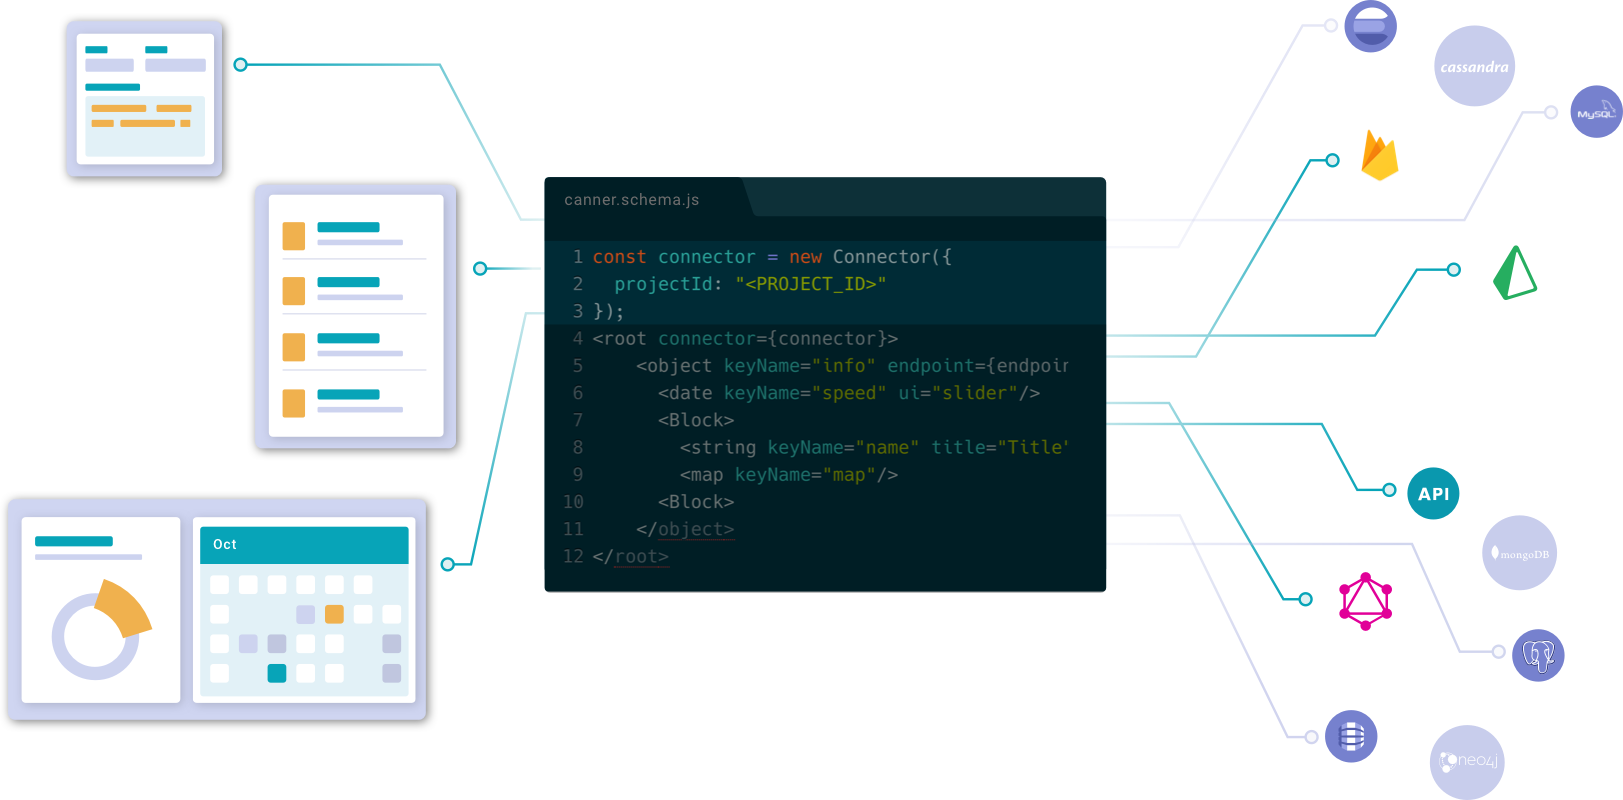 canner.schema.js
1 const connector = new Connector({
2 projectId: "<PROJECT_ID>"
3 });
4 <root connector={connector}>
5 <object keyName="info" endpoint={endpoin
6 <date keyName="speed" ui="slider"/>
7 <Block>
8 <string keyName="name" title="Title"
9 <map keyName="map"/>
10 <Block>
11 </object>
12 </root>
Oct
cassandra
MySQL
API
mongoDB
neo4j